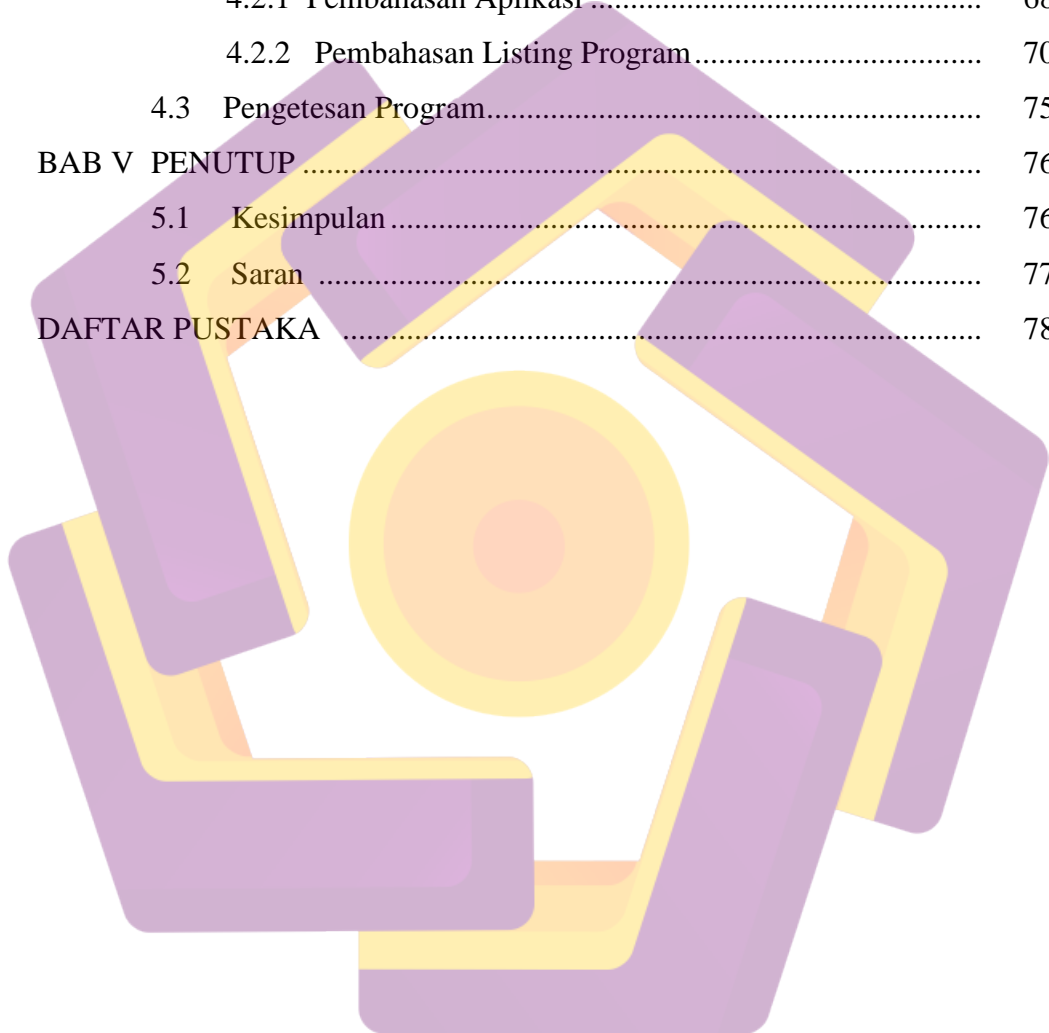 4.2.1 Pembahasan Aplikasi ................................................ 68
4.2.2 Pembahasan Listing Program ................................... 70
4.3 Pengetesan Program ............................................................ 75
BAB V PENUTUP .................................................................................... 76
5.1 Kesimpulan ......................................................................... 76
5.2 Saran .................................................................................. 77
DAFTAR PUSTAKA ............................................................................... 78